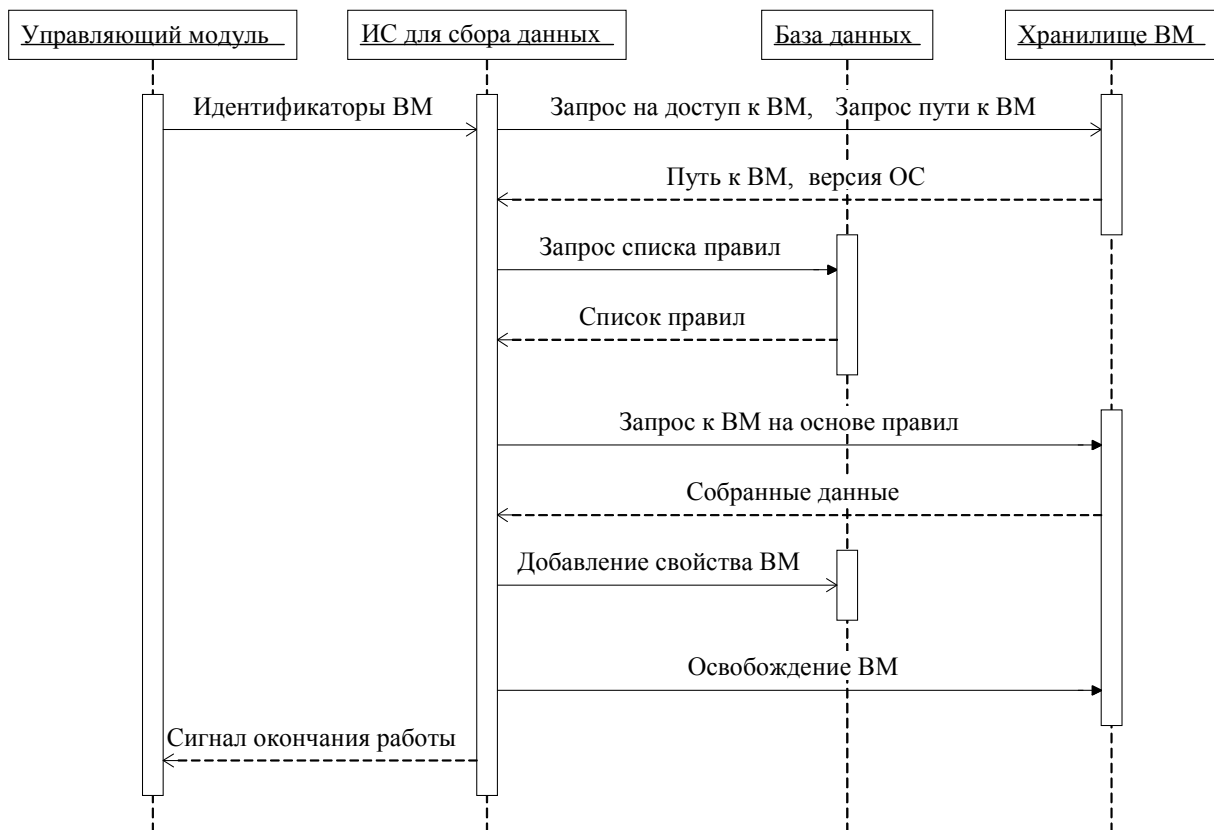 Управляющий модуль
ИС для сбора данных
База данных
Хранилище ВМ
Идентификаторы ВМ
Запрос на доступ к ВМ, Запрос пути к ВМ
Путь к ВМ, версия ОС
Запрос списка правил
Список правил
Запрос к ВМ на основе правил
Собранные данные
Добавление свойства ВМ
Освобождение ВМ
Сигнал окончания работы